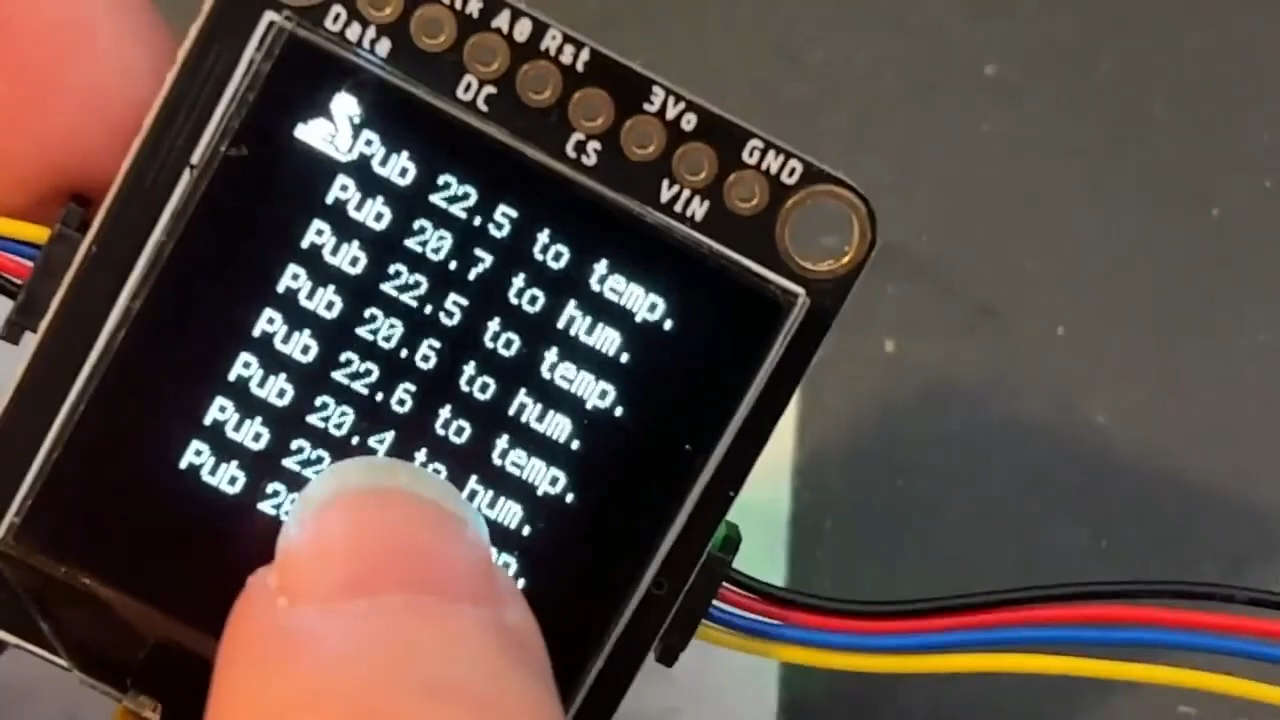 A0 Rst
Data
DC
CS
3Vo
VIN
GND
Pub 22.5 to temp.
Pub 20.7 to hum.
Pub 22.5 to temp.
Pub 20.6 to hum.
Pub 22.6 to temp.
Pub 20.4 to hum.
Pub
Pub